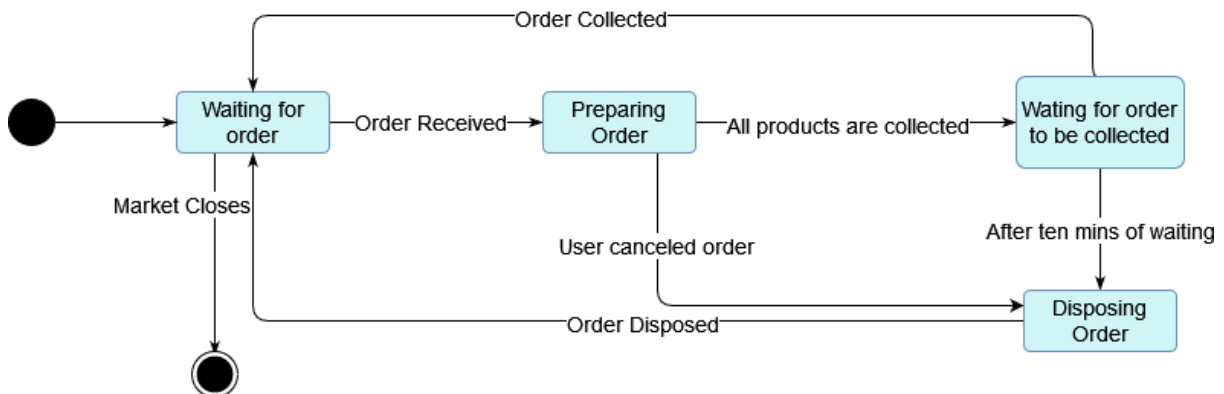 Order Collected
Waiting for
order
Order Received
Preparing
Order
All products are collected
Wating for order
to be collected
Market Closes
User canceled order
After ten mins of waiting
Order Disposed
Disposing
Order